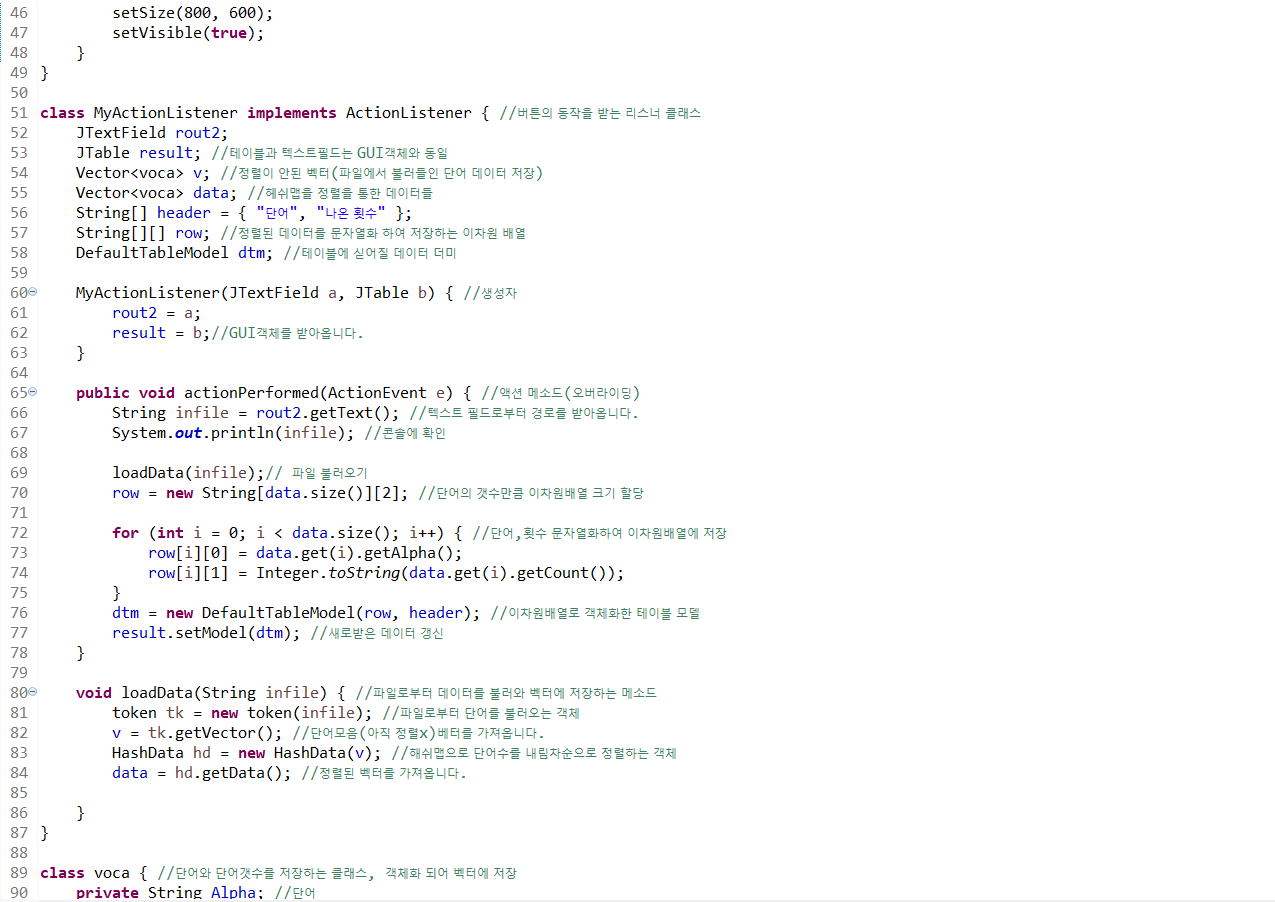 46 setSize(800, 600);
47 setVisible(true);
48 }
49 }
50
51 class MyActionListener implements ActionListener { //버튼의 동작을 받는 리스너 클래스
52 JTextField rout2;
53 JTable result; //테이블과 텍스트필드는 GUI객체와 동일
54 Vector<voca> v; //정렬이 안된 벡터(파일에서 불러들인 단어 데이터 저장)
55 Vector<voca> data; //헤쉬맵을 정렬을 통한 데이터들
56 String[] header = { "단어", "나온 횟수" };
57 String[][] row; //정렬된 데이터를 문자열화 하여 저장하는 이차원 배열
58 DefaultTableModel dtm; //테이블에 싣어질 데이터 더미
59
60 MyActionListener(JTextField a, JTable b) { //생성자
61 rout2 = a;
62 result = b;//GUI객체를 받아옵니다.
63 }
64
65 public void actionPerformed(ActionEvent e) { //액션 메소드(오버라이딩)
66 String infile = rout2.getText(); //텍스트 필드로부터 경로를 받아옵니다.
67 System.out.println(infile); //콘솔에 확인
68
69 loadData(infile);// 파일 불러오기
70 row = new String[data.size()][2]; //단어의 갯수만큼 이차원배열 크기 할당
71
72 for (int i = 0; i < data.size(); i++) { //단어,횟수 문자열화하여 이차원배열에 저장
73 row[i][0] = data.get(i).getAlpha();
74 row[i][1] = Integer.toString(data.get(i).getCount());
75 }
76 dtm = new DefaultTableModel(row, header); //이차원배열로 객체화한 테이블 모델
77 result.setModel(dtm); //새로받은 데이터 갱신
78 }
79
80 void loadData(String infile) { //파일로부터 데이터를 불러와 벡터에 저장하는 메소드
81 token tk = new token(infile); //파일로부터 단어를 불러오는 객체
82 v = tk.getVector(); //단어모음(아직 정렬x)베터를 가져옵니다.
83 HashData hd = new HashData(v); //해쉬맵으로 단어수를 내림차순으로 정렬하는 객체
84 data = hd.getData(); //정렬된 벡터를 가져옵니다.
85
86 }
87 }
88
89 class voca { //단어와 단어갯수를 저장하는 클래스, 객체화 되어 벡터에 저장
90 private String Alpha; //단어